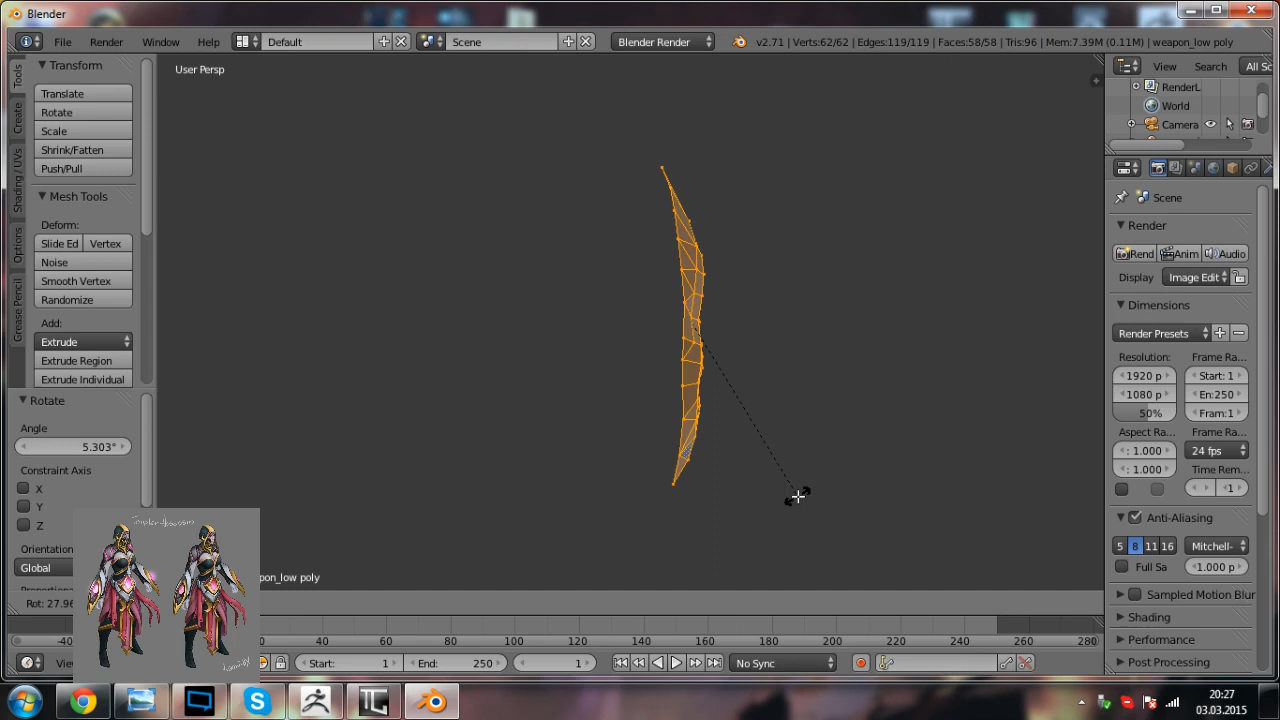 Blender
File Render Window Help Default Scene Blender Render v2.71 | Verts:62/62 | Edges:119/119 | Faces:58/58 | Tris:96 | Mem:7.39M (0.11M) | weapon_low poly
Tools
Create
Shading / UVs
Options
Grease Pencil
Transform
Translate
Rotate
Scale
Shrink/Fatten
Push/Pull
Mesh Tools
Deform:
Slide Ed Vertex
Noise
Smooth Vertex
Randomize
Add:
Extrude
Extrude Region
Extrude Individual
Rotate
Angle
5.303°
Constraint Axis
X
Y
Z
Orientation
Global
Rot: 27.96
User Persp
pon_low poly
View Search All Sc
RenderL
World
Camera
Scene
Render
Rend Anim Audio
Display Image Edit
Dimensions
Render Presets
Resolution: Frame Ra...
1920 p Start: 1
1080 p En:250
50% Fram:1
Aspect Ra... Frame Ra...
: 1.000 24 fps
: 1.000 Time Rem...
1
Anti-Aliasing
5 8 11 16 Mitchell-
Full Sa 1.000 p
Sampled Motion Blur
Shading
Performance
Post Processing
-40 20 40 60 80 100 120 140 160 180 200 220 240 260 280
Start: 1 End: 250 1 No Sync
20:27
03.03.2015